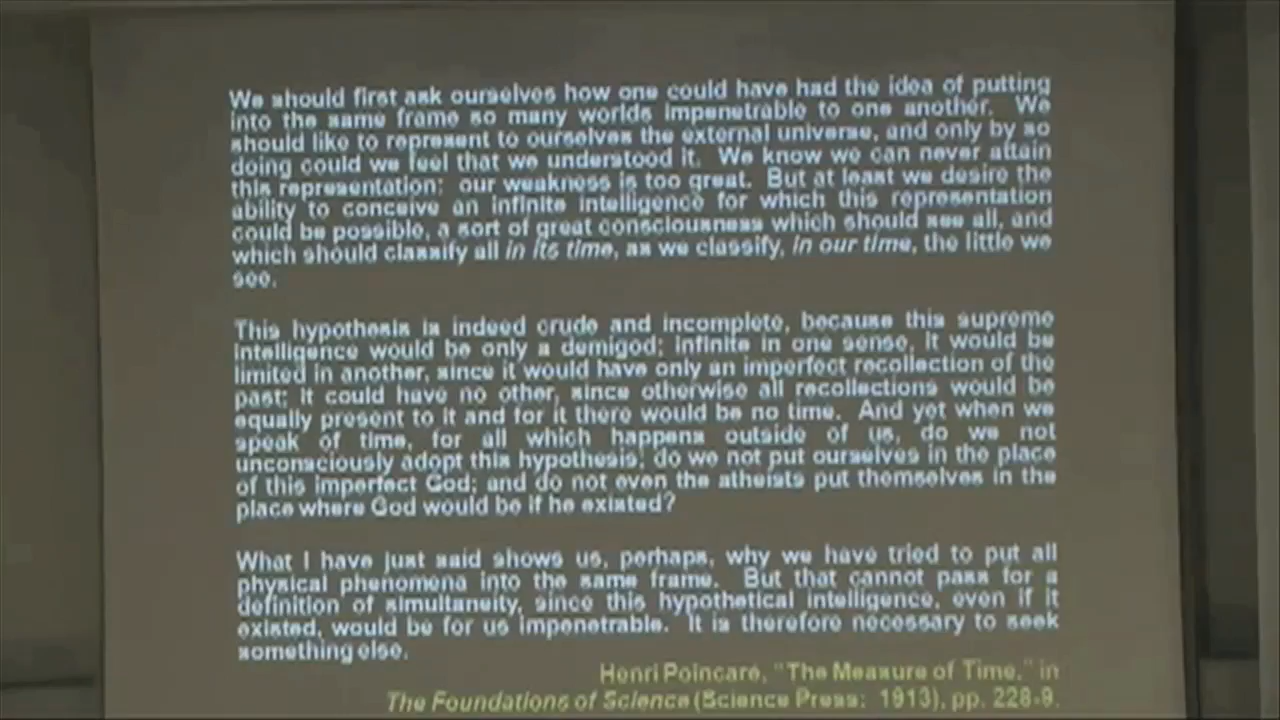 We should first ask ourselves how one could have had the idea of putting
into the same frame so many worlds impenetrable to one another. We
should like to represent to ourselves the external universe, and only by so
doing could we feel that we understood it. We know we can never attain
this representation: our weakness is too great. But at least we desire the
ability to conceive an infinite intelligence for which this representation
could be possible, a sort of great consciousness which should see all, and
which should classify all in its time, as we classify, in our time, the little we
see.
This hypothesis is indeed crude and incomplete, because this supreme
intelligence would be only a demigod; infinite in one sense, it would be
limited in another, since it would have only an imperfect recollection of the
past; it could have no other, since otherwise all recollections would be
equally present to it and for it there would be no time. And yet when we
speak of time, for all which happens outside of us, do we not
unconsciously adopt this hypothesis; do we not put ourselves in the place
of this imperfect God; and do not even the atheists put themselves in the
place where God would be if he existed?
What I have just said shows us, perhaps, why we have tried to put all
physical phenomena into the same frame. But that cannot pass for a
definition of simultaneity, since this hypothetical intelligence, even if it
existed, would be for us impenetrable. It is therefore necessary to seek
something else.
Henri Poincaré, "The Measure of Time," in
The Foundations of Science (Science Press: 1913), pp. 228-9.